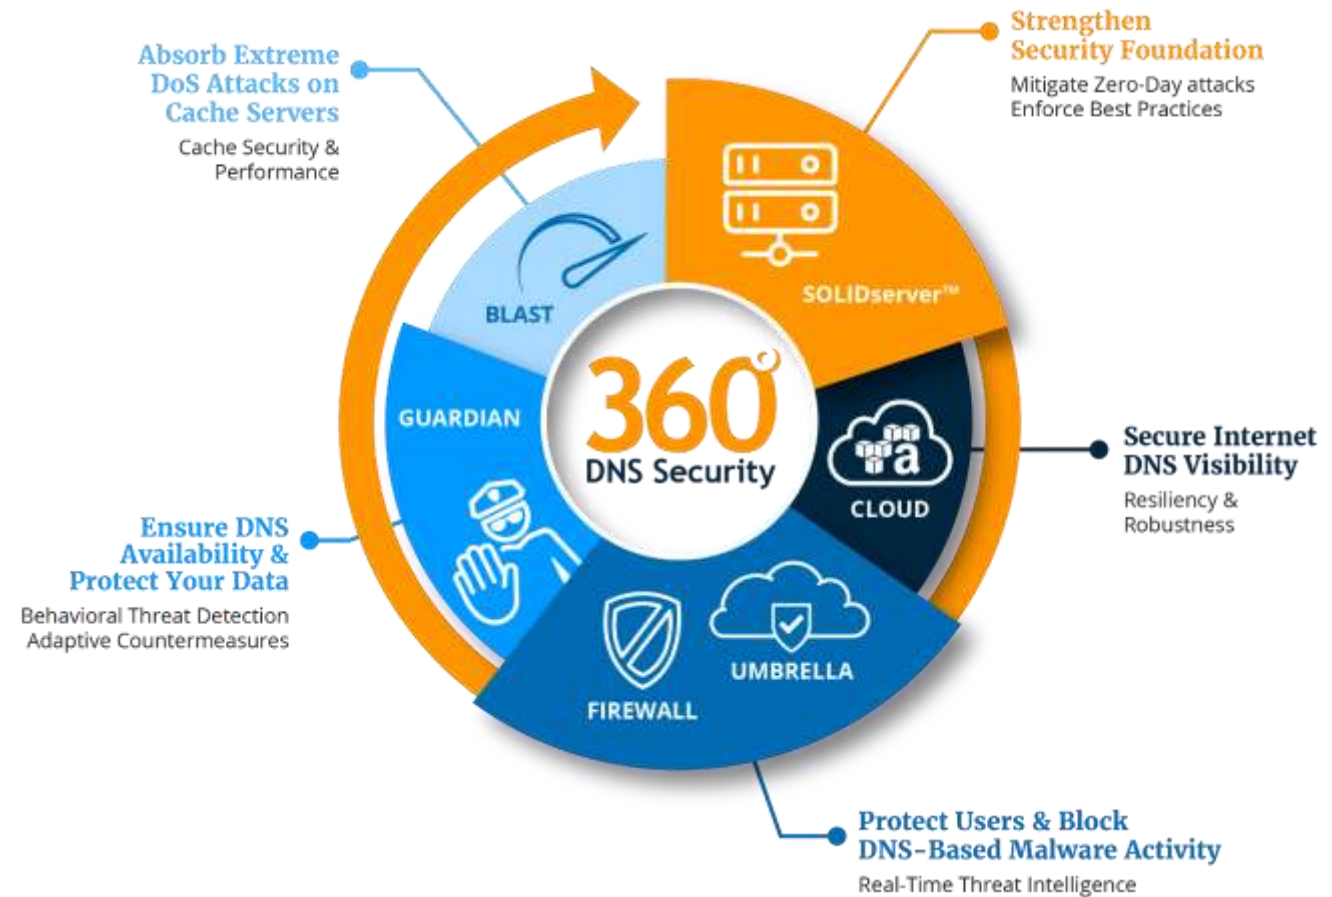 Absorb Extreme
DoS Attacks on
Cache Servers
Cache Security &
Performance
Strengthen
Security Foundation
Mitigate Zero-Day attacks
Enforce Best Practices
SOLIDserver™
BLAST
GUARDIAN
360°
DNS Security
a
CLOUD
Secure Internet
DNS Visibility
Resiliency &
Robustness
Ensure DNS
Availability &
Protect Your Data
Behavioral Threat Detection
Adaptive Countermeasures
UMBRELLA
FIREWALL
Protect Users & Block
DNS-Based Malware Activity
Real-Time Threat Intelligence